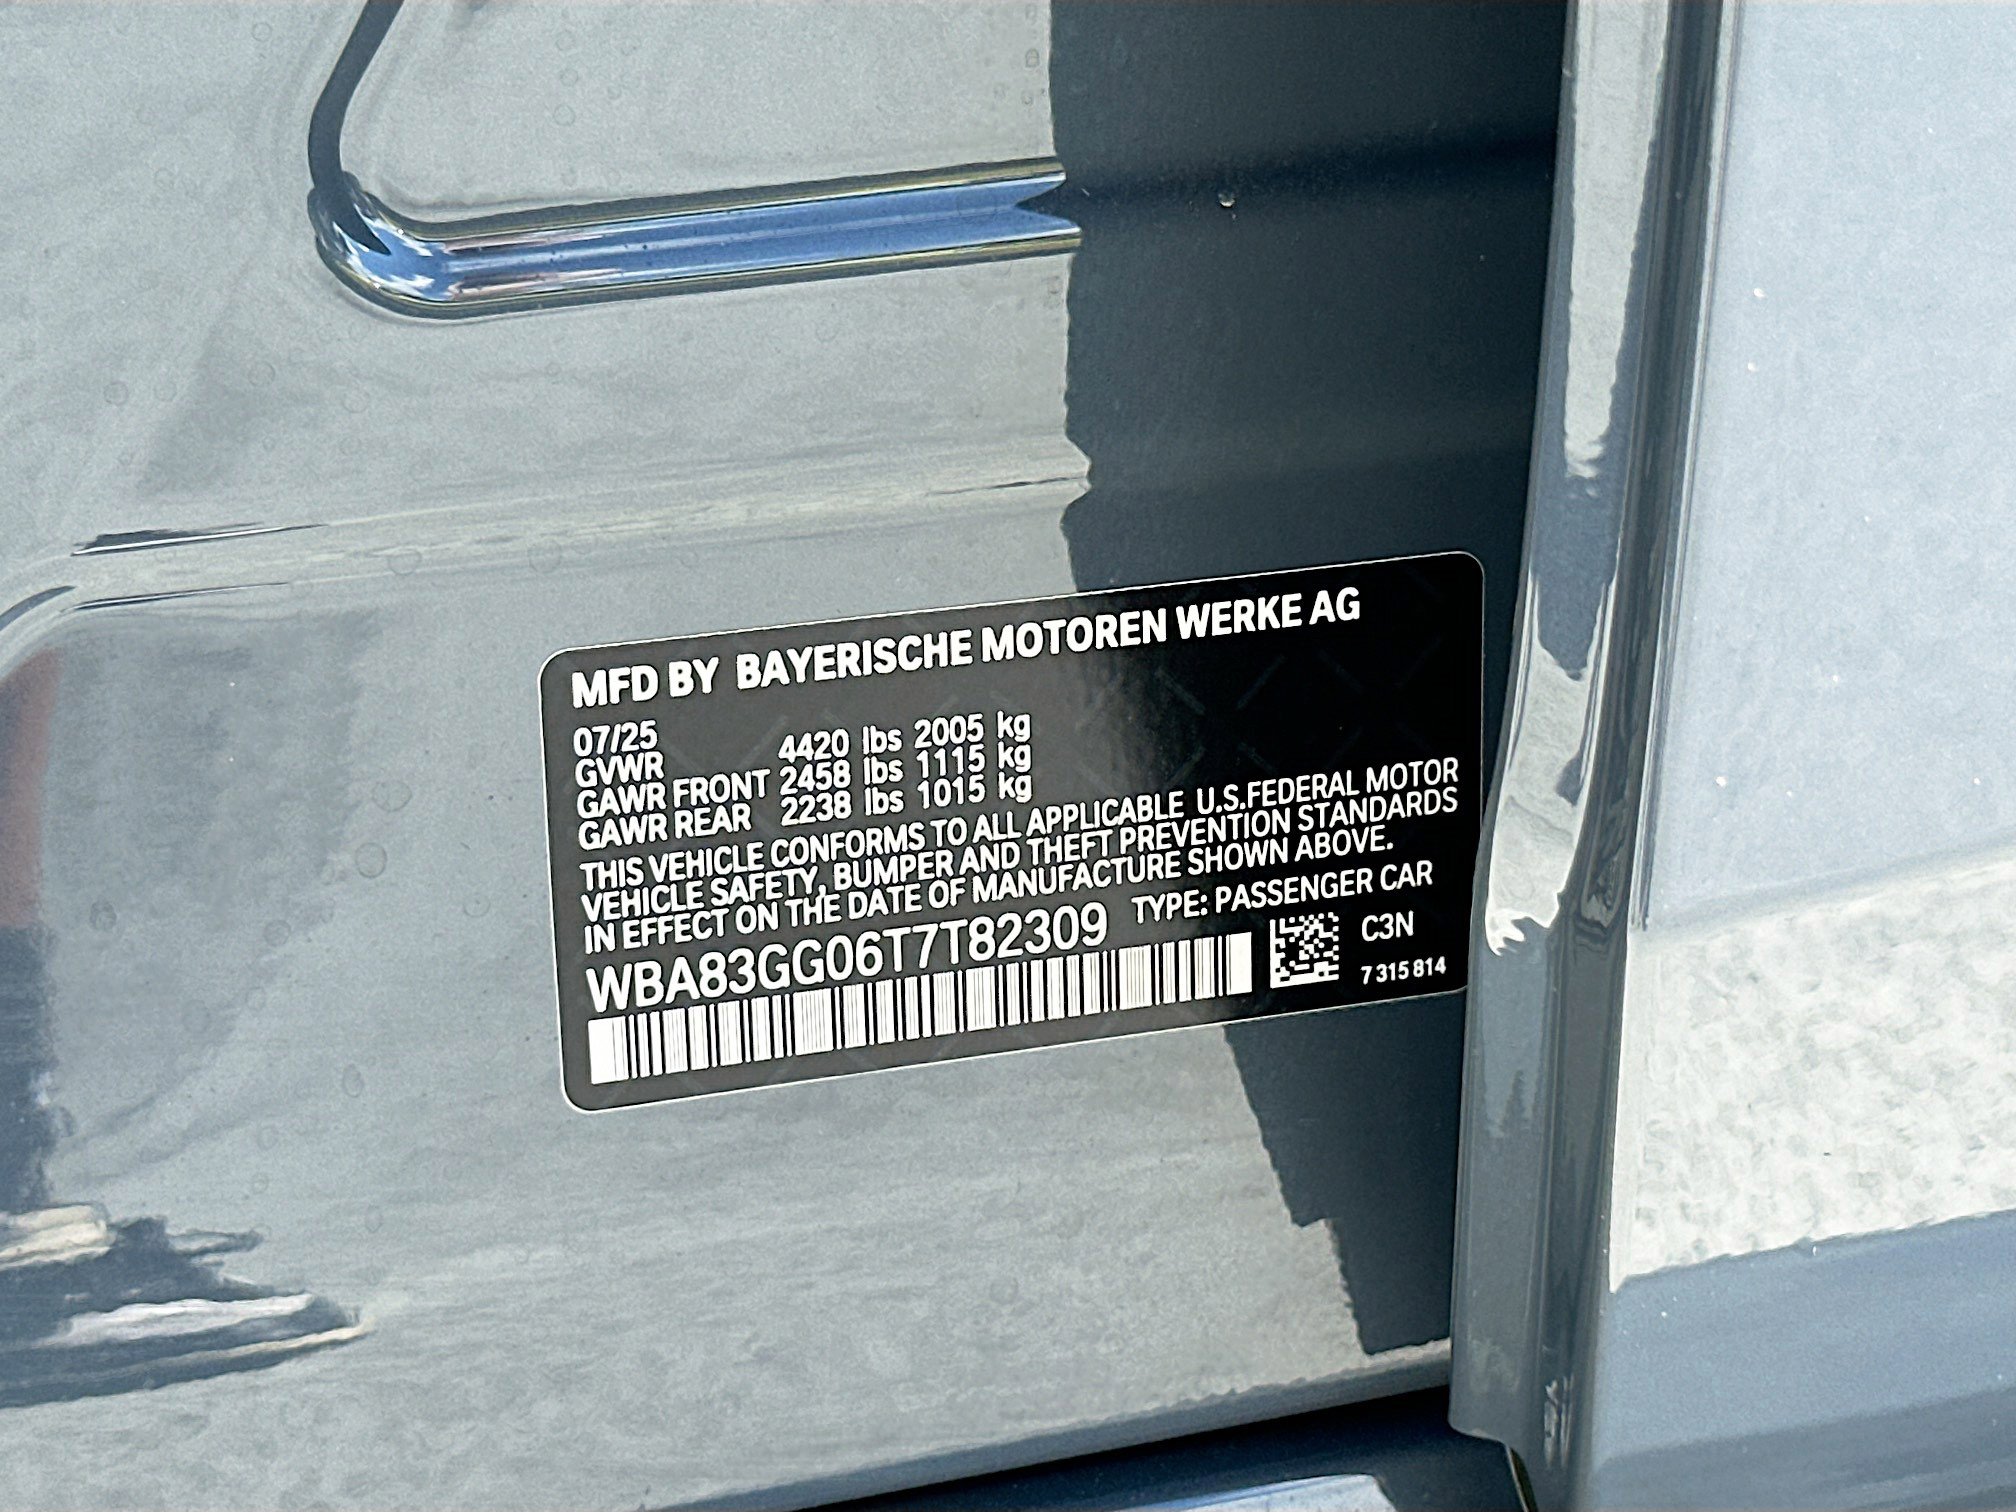 MFD BY BAYERISCHE MOTOREN WERKE AG
07/25
GVWR 4420 lbs 2005 kg
GAWR FRONT 2458 lbs 1115 kg
GAWR REAR 2238 lbs 1015 kg
THIS VEHICLE CONFORMS TO ALL APPLICABLE U.S.FEDERAL MOTOR
VEHICLE SAFETY, BUMPER AND THEFT PREVENTION STANDARDS
IN EFFECT ON THE DATE OF MANUFACTURE SHOWN ABOVE.
WBA83GG06T7T82309 TYPE: PASSENGER CAR
C3N
7 315 814